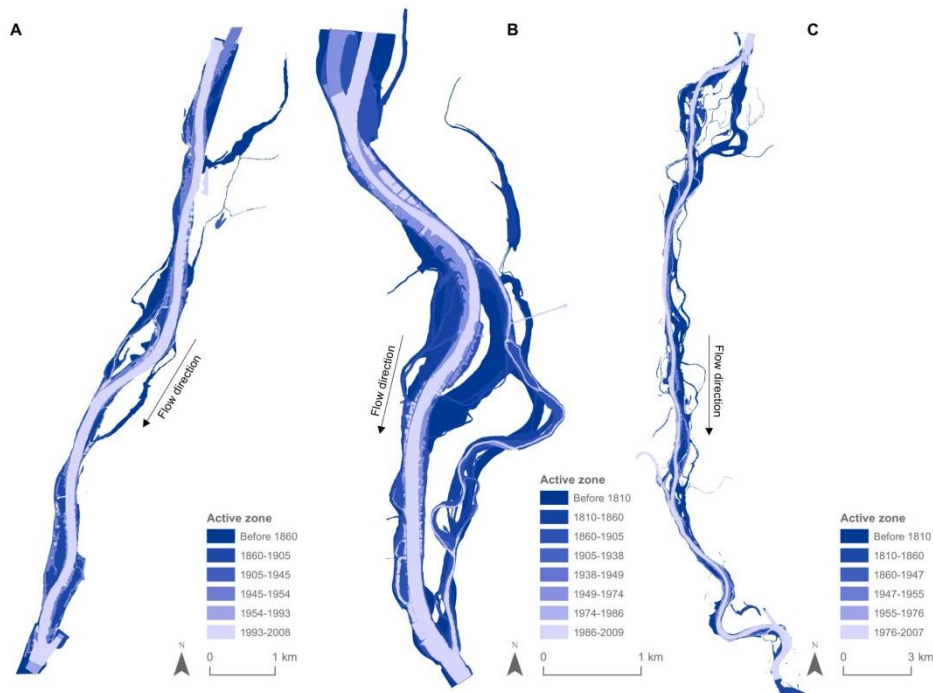 A
B
C
Flow direction
Flow direction
Flow direction
Active zone
Before 1860
1860-1905
1905-1945
1945-1954
1954-1993
1993-2008
N
0 1 km
Active zone
Before 1810
1810-1860
1860-1905
1905-1938
1938-1949
1949-1974
1974-1986
1986-2009
N
0 1 km
Active zone
Before 1810
1810-1860
1860-1947
1947-1955
1955-1976
1976-2007
N
0 3 km